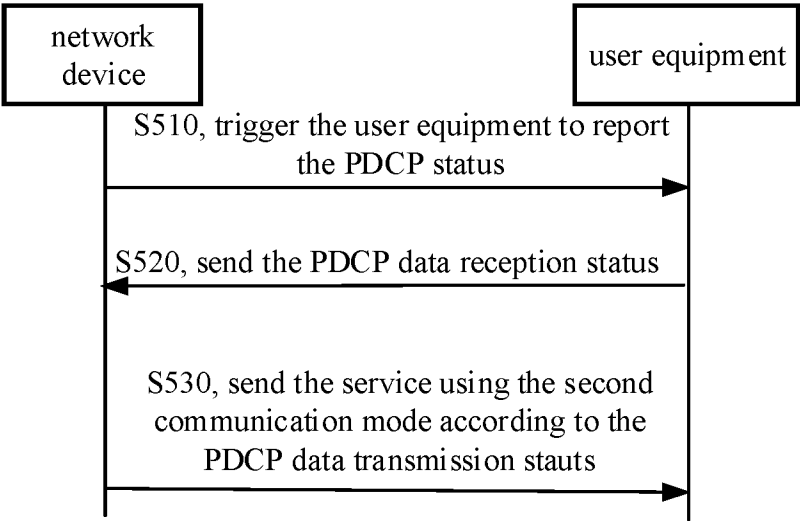 network
device
user equipment
S510, trigger the user equipment to report
the PDCP status
S520, send the PDCP data reception status
S530, send the service using the second
communication mode according to the
PDCP data transmission stauts